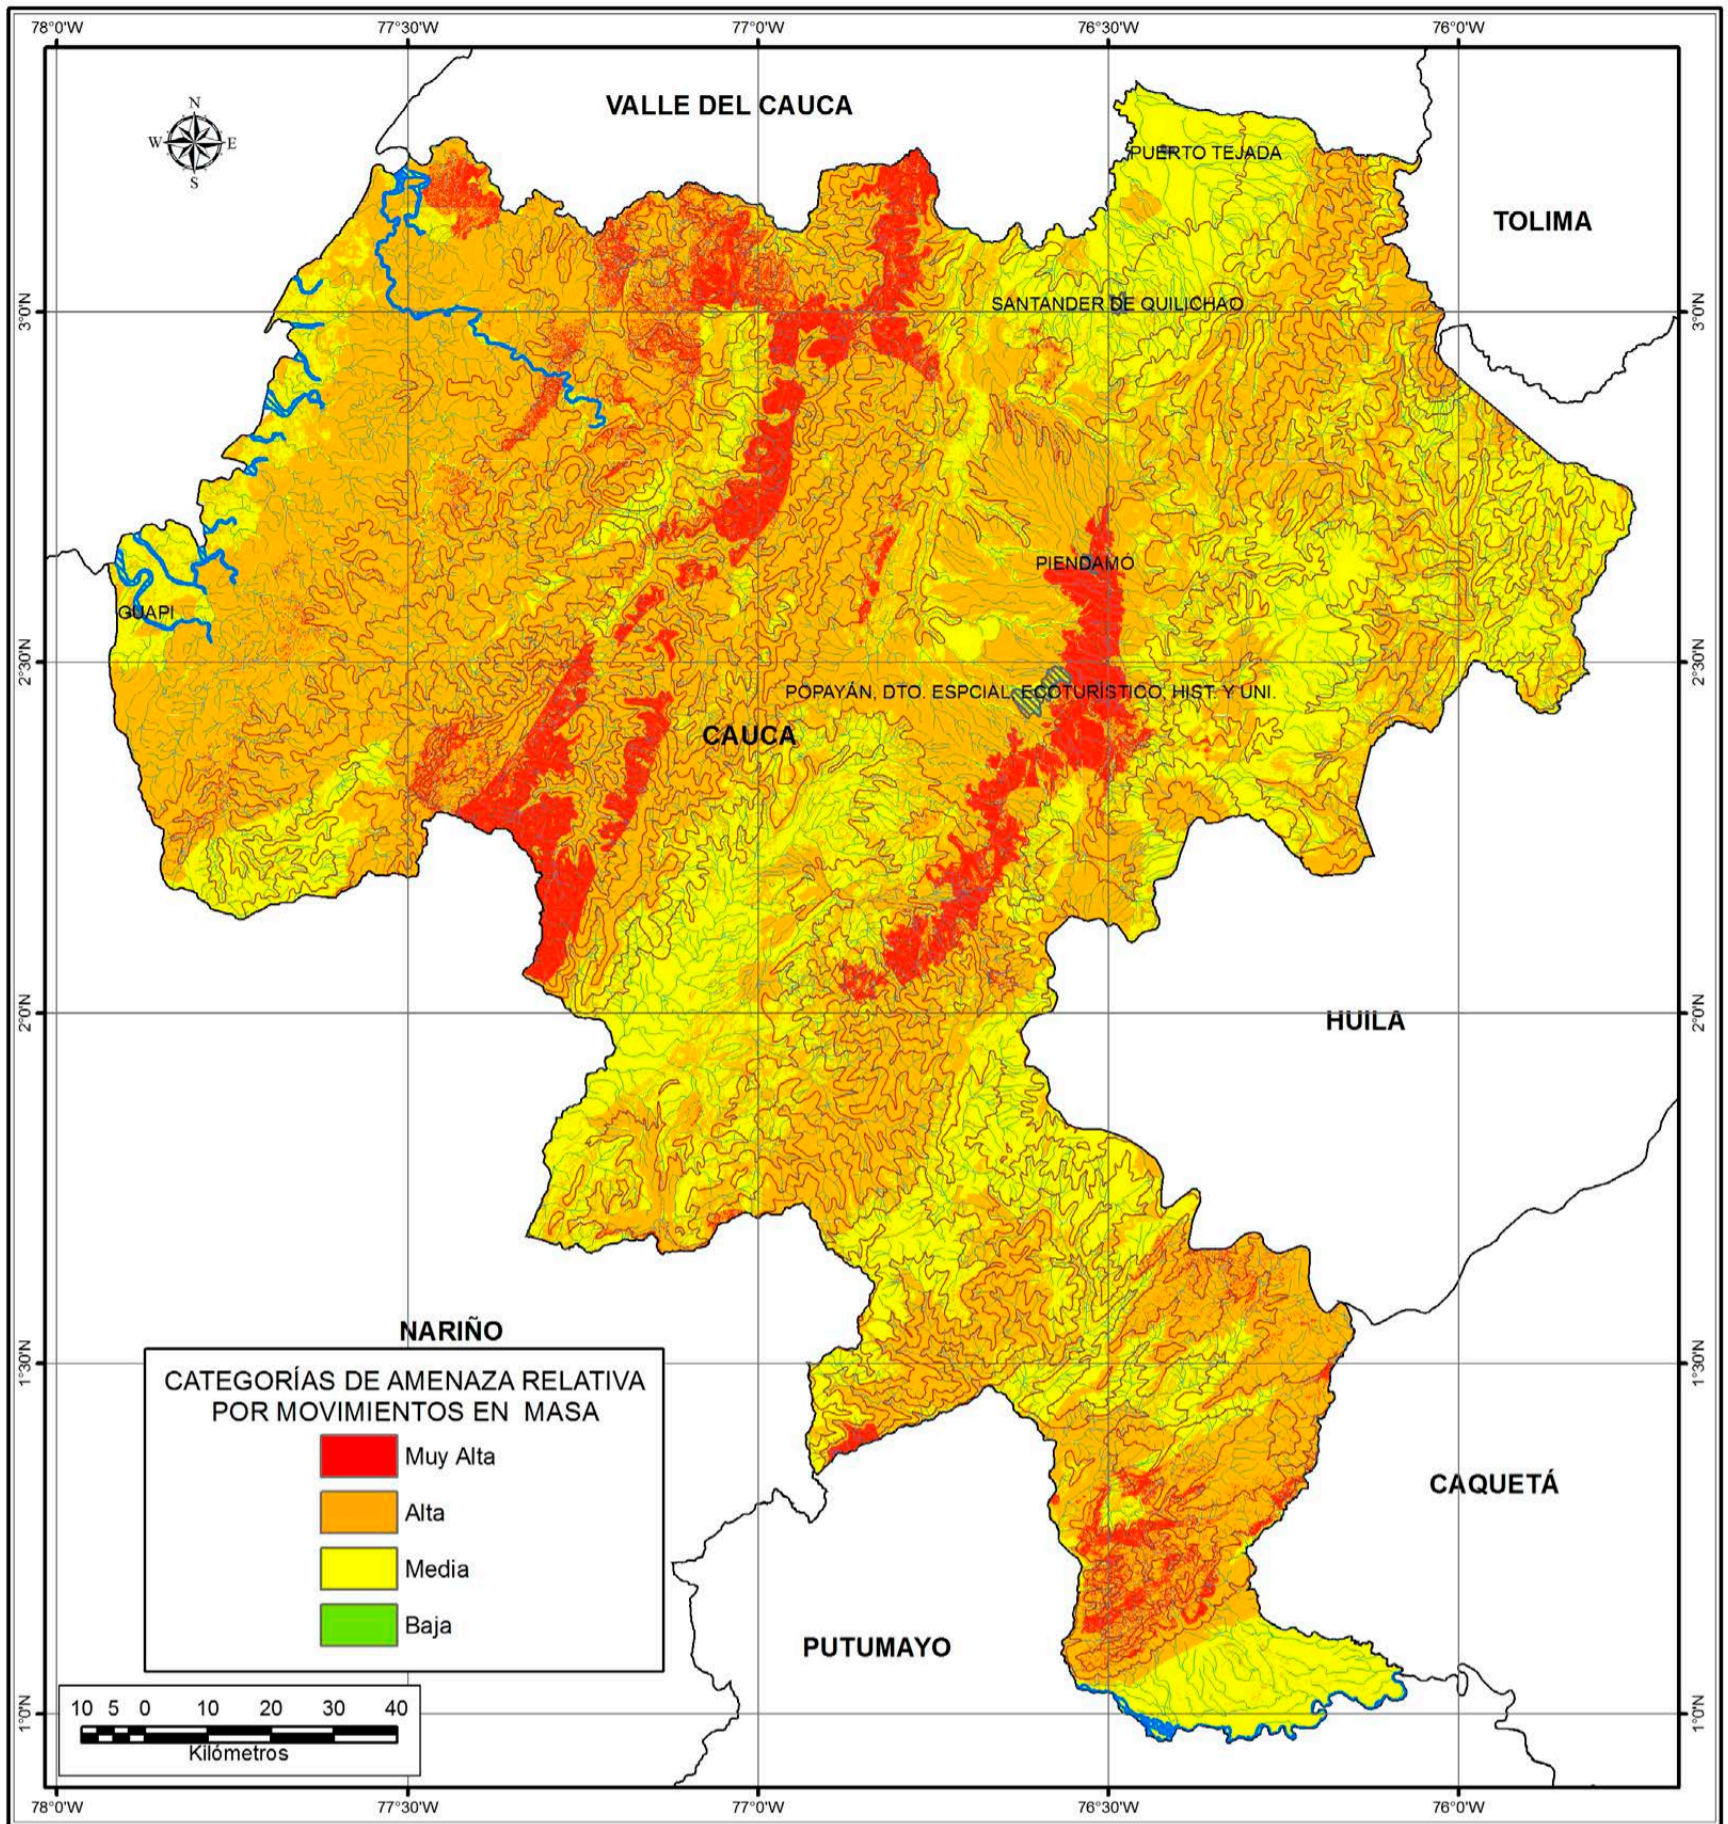 78°0'W 77°30'W 77°0'W 76°30'W 76°0'W
N
W E
S
VALLE DEL CAUCA
PUERTO TEJADA
TOLIMA
SANTANDER DE QUILICHAO
3°0'N 3°0'N
PIENDAMÓ
GUAPI
2°30'N 2°30'N
POPAYÁN, DTO. ESPCIAL, ECOTURÍSTICO, HIST. Y UNI.
CAUCA
2°0'N 2°0'N
HUILA
NARIÑO
1°30'N 1°30'N
CATEGORÍAS DE AMENAZA RELATIVA
POR MOVIMIENTOS EN MASA
Muy Alta
Alta
Media
Baja
CAQUETÁ
PUTUMAYO
10 5 0 10 20 30 40
Kilómetros
1°0'N 1°0'N
78°0'W 77°30'W 77°0'W 76°30'W 76°0'W